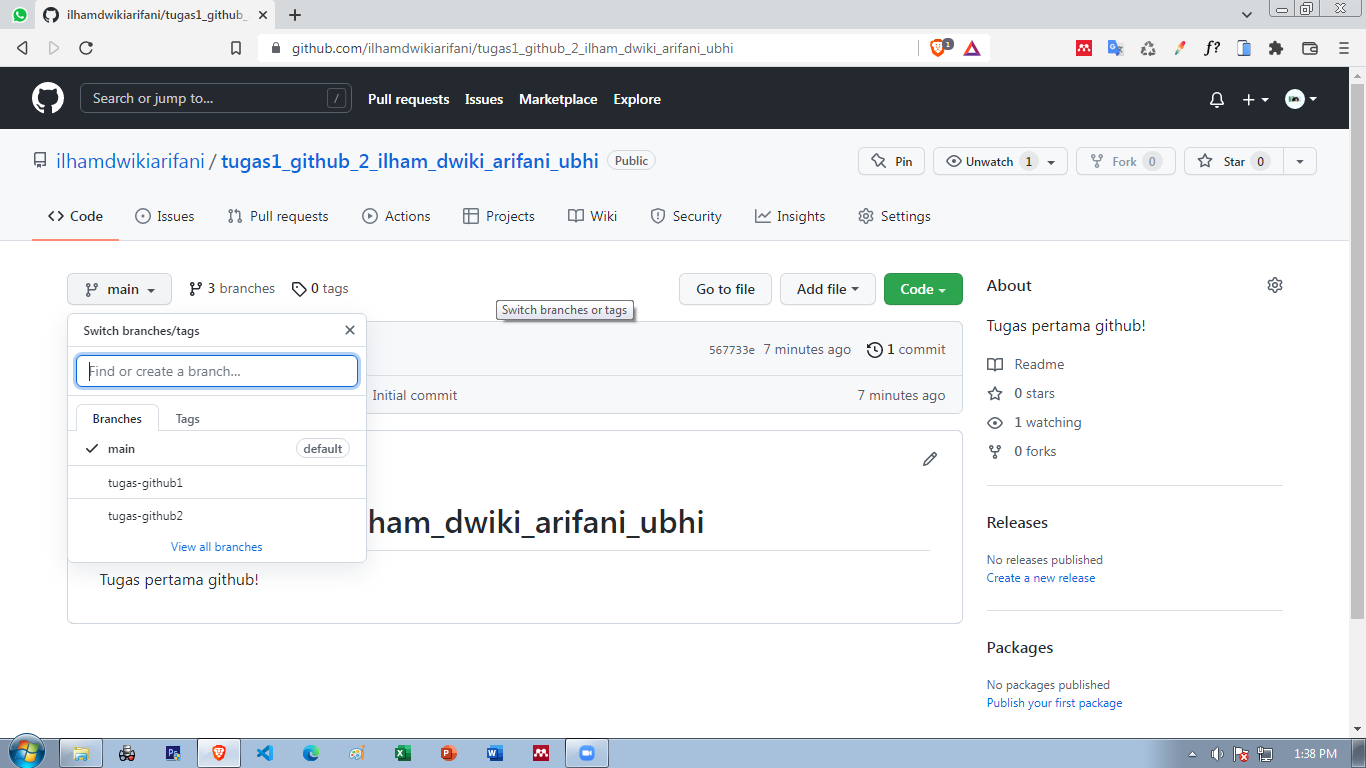 ilhamdwikiarifani/tugas1_github_
github.com/ilhamdwikiarifani/tugas1_github_2_ilham_dwiki_arifani_ubhi
1
f?
Search or jump to...
/
Pull requests
Issues
Marketplace
Explore
ilhamdwikiarifani / tugas1_github_2_ilham_dwiki_arifani_ubhi
Public
Pin
Unwatch 1
Fork 0
Star 0
Code
Issues
Pull requests
Actions
Projects
Wiki
Security
Insights
Settings
main
3 branches
0 tags
Go to file
Add file
Code
Switch branches or tags
Switch branches/tags
Find or create a branch...
Branches
Tags
main
default
tugas-github1
tugas-github2
View all branches
567733e 7 minutes ago
1 commit
Initial commit
7 minutes ago
lham_dwiki_arifani_ubhi
Tugas pertama github!
About
Tugas pertama github!
Readme
0 stars
1 watching
0 forks
Releases
No releases published
Create a new release
Packages
No packages published
Publish your first package
1:38 PM